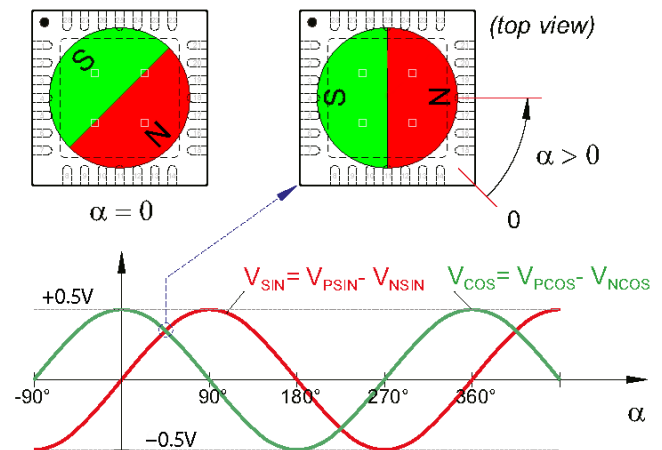 (top view)
S
N
S
N
α > 0
0
α = 0
V_SIN = V_PSIN - V_NSIN
V_COS = V_PCOS - V_NCOS
+0.5V
-90°
90°
180°
270°
360°
α
−0.5V